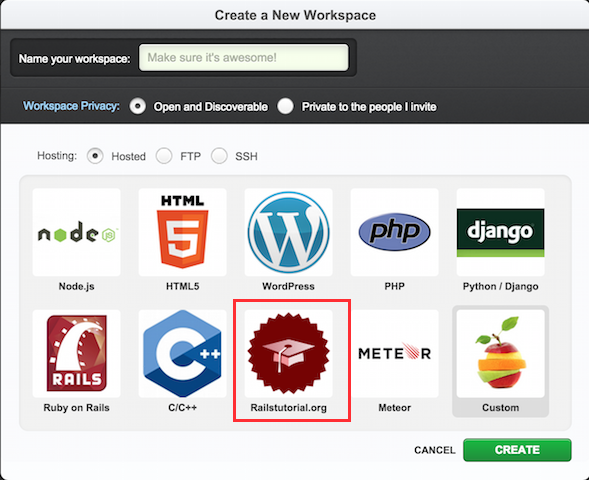 Create a New Workspace
Name your workspace: Make sure it's awesome!
Workspace Privacy: Open and Discoverable Private to the people I invite
Hosting: Hosted FTP SSH
node JS HTML 5 W php django
Node.js HTML5 WordPress PHP Python / Django
RAILS C++ METEOR
Ruby on Rails C/C++ Railstutorial.org Meteor Custom
CANCEL CREATE